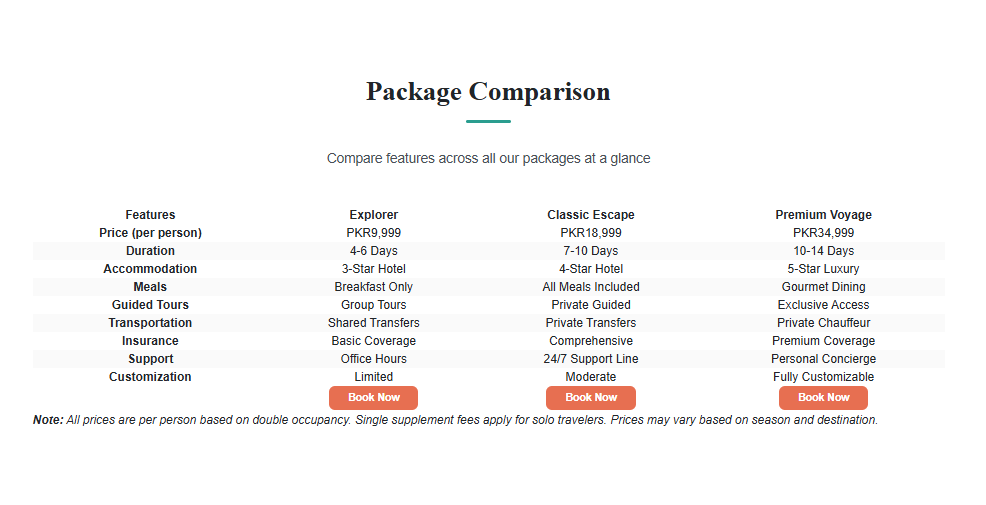 Package Comparison
Compare features across all our packages at a glance
Features Explorer Classic Escape Premium Voyage
Price (per person) PKR9,999 PKR18,999 PKR34,999
Duration 4-6 Days 7-10 Days 10-14 Days
Accommodation 3-Star Hotel 4-Star Hotel 5-Star Luxury
Meals Breakfast Only All Meals Included Gourmet Dining
Guided Tours Group Tours Private Guided Exclusive Access
Transportation Shared Transfers Private Transfers Private Chauffeur
Insurance Basic Coverage Comprehensive Premium Coverage
Support Office Hours 24/7 Support Line Personal Concierge
Customization Limited Moderate Fully Customizable
Book Now Book Now Book Now
Note: All prices are per person based on double occupancy. Single supplement fees apply for solo travelers. Prices may vary based on season and destination.